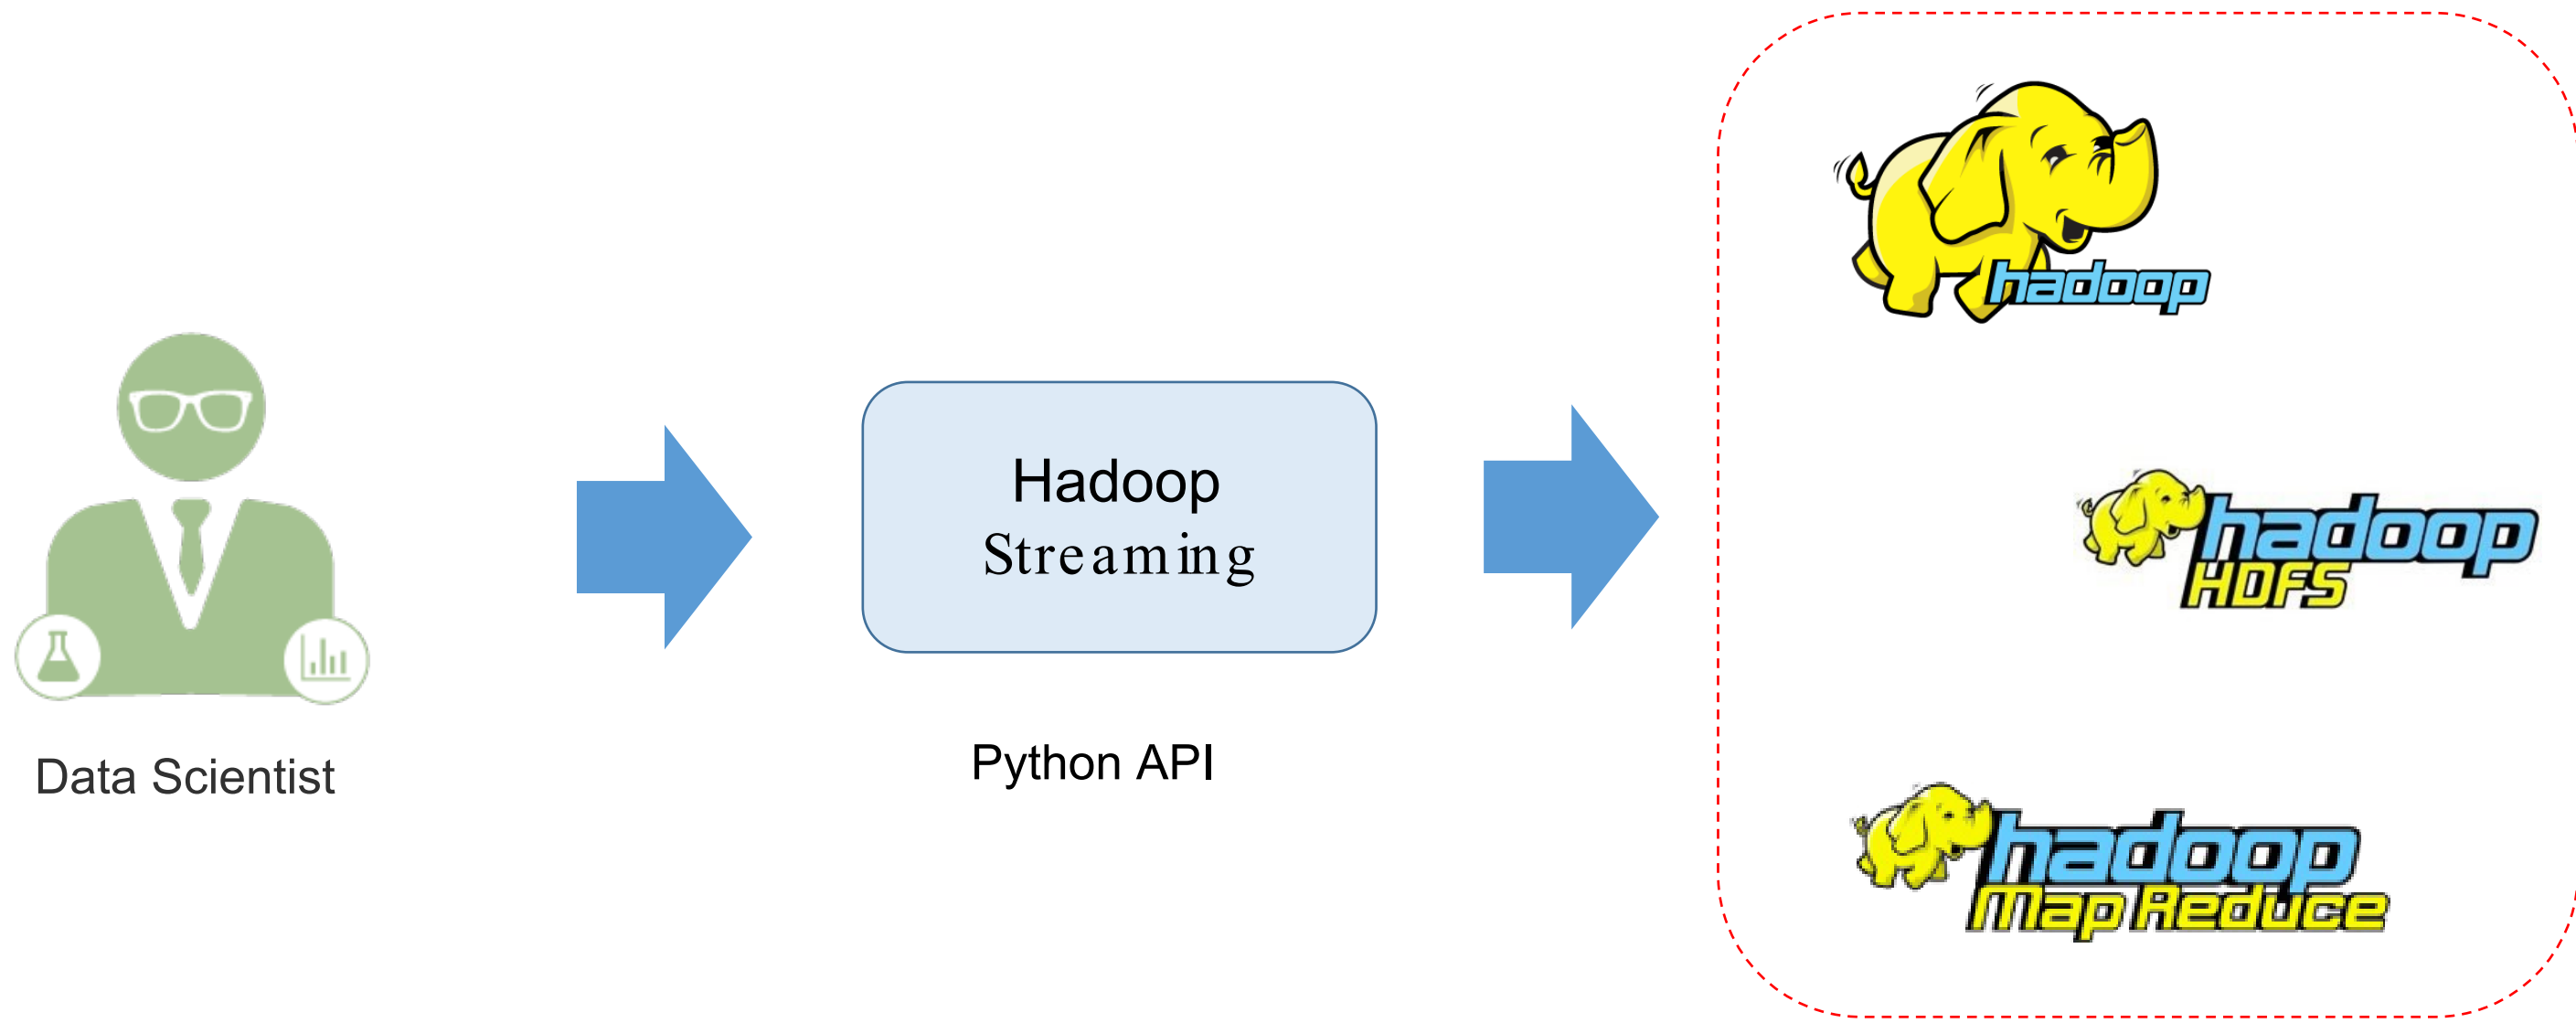 Data Scientist
Hadoop
Streaming
Python API
hadoop
hadoop
HDFS
hadoop
Map Reduce